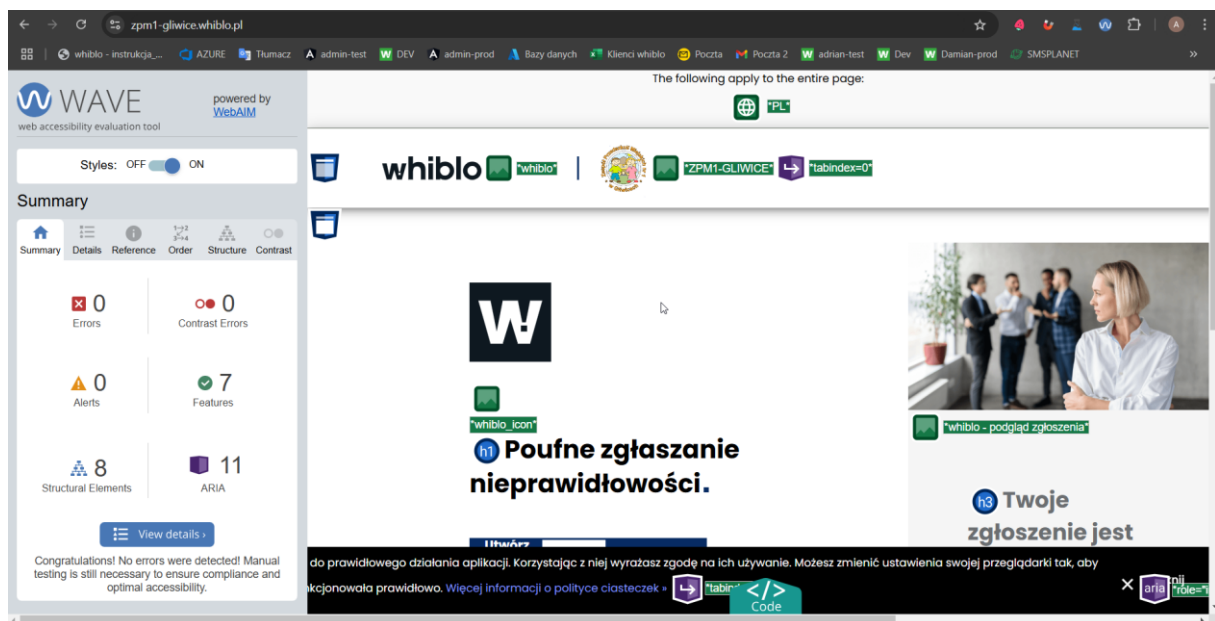 zpm1-gliwice.whiblo.pl
whiblo - instrukcja_...
AZURE
Tłumacz
admin-test
DEV
admin-prod
Bazy danych
Klienci whiblo
Poczta
Poczta 2
adrian-test
Dev
Damian-prod
SMSPLANET
»
WAVE
web accessibility evaluation tool
powered by
WebAIM
Styles: OFF ON
Summary
Summary Details Reference Order Structure Contrast
0
Errors
0
Contrast Errors
0
Alerts
7
Features
8
Structural Elements
11
ARIA
View details ›
Congratulations! No errors were detected! Manual
testing is still necessary to ensure compliance and
optimal accessibility.
The following apply to the entire page:
*PL*
whiblo *whiblo* | *ZPM1-GLIWICE* *tabindex=0*
W!
*whiblo_icon*
h1 Poufne zgłaszanie
nieprawidłowości.
Utwórz
*whiblo - podgląd zgłoszenia*
h3 Twoje
zgłoszenie jest
do prawidłowego działania aplikacji. Korzystając z niej wyrażasz zgodę na ich używanie. Możesz zmienić ustawienia swojej przeglądarki tak, aby
nkcjonowała prawidłowo. Więcej informacji o polityce ciasteczek »
</>
Code
aria